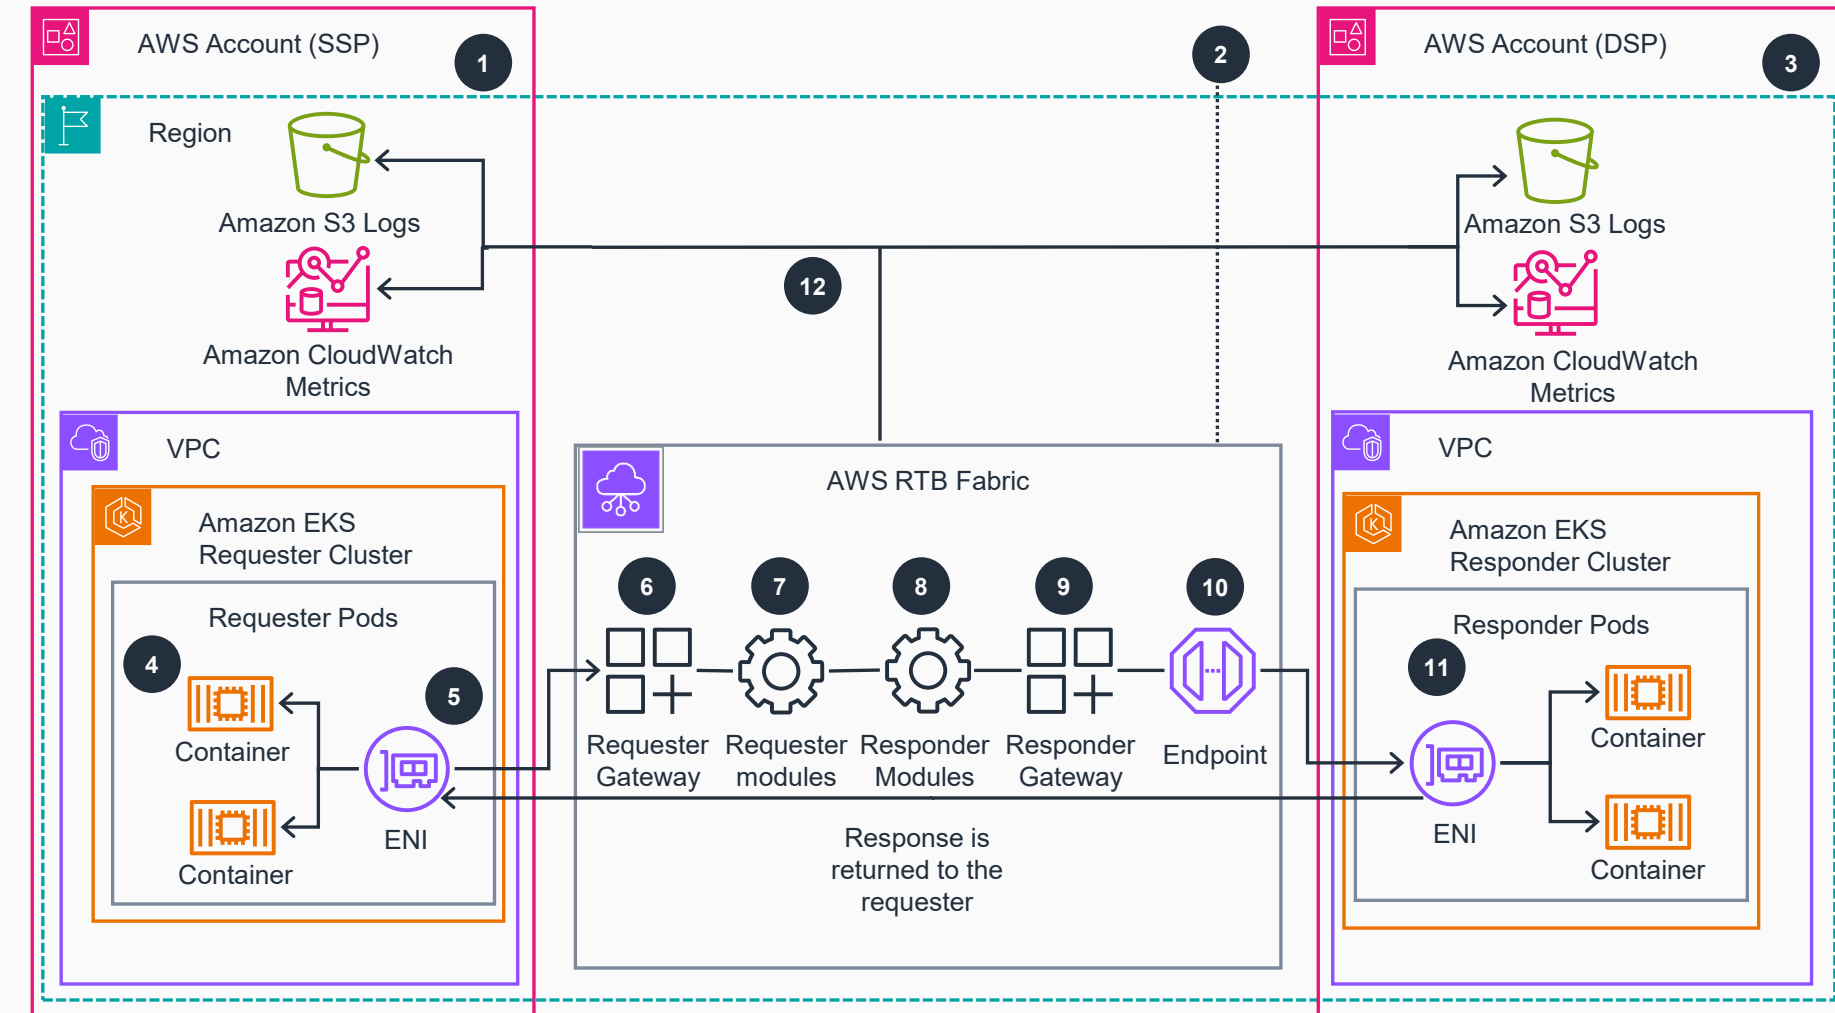 AWS Account (SSP)
1
2
AWS Account (DSP)
3
Region
Amazon S3 Logs
Amazon CloudWatch
Metrics
12
Amazon S3 Logs
Amazon CloudWatch
Metrics
VPC
Amazon EKS
Requester Cluster
Requester Pods
4
5
Container
Container
ENI
AWS RTB Fabric
6
7
8
9
10
Requester
Gateway
Requester
modules
Responder
Modules
Responder
Gateway
Endpoint
Response is
returned to the
requester
VPC
Amazon EKS
Responder Cluster
Responder Pods
11
Container
ENI
Container